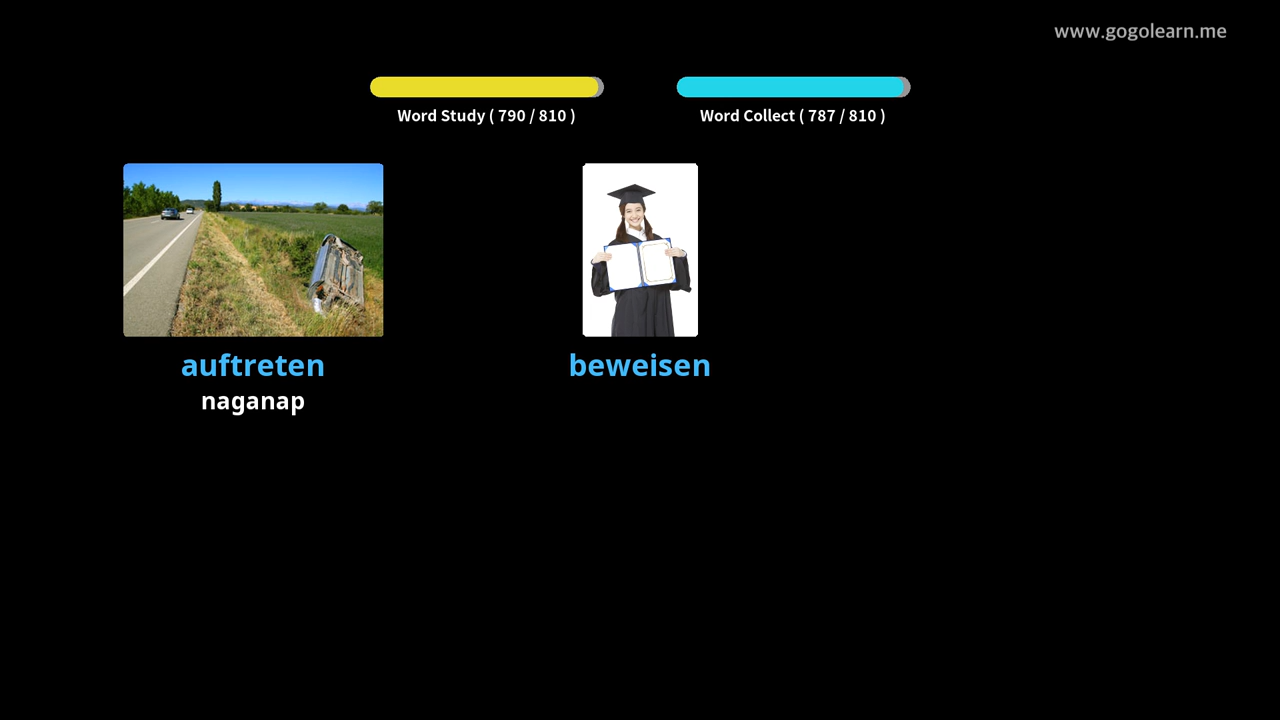 www.gogolearn.me
Word Study ( 790 / 810 )
Word Collect ( 787 / 810 )
auftreten
naganap
beweisen